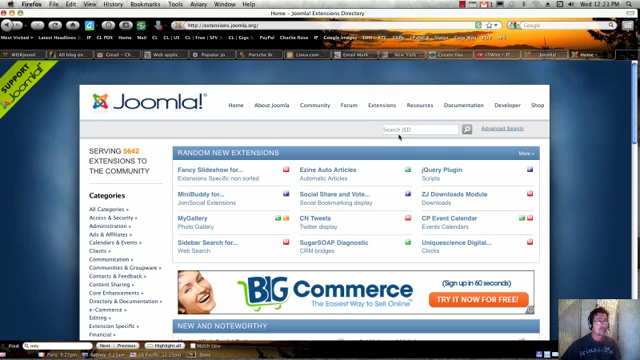 Firefox File Edit View History Bookmarks Tools Window Help
Wed 12:23 PM
Home - Joomla! Extensions Directory
http://extensions.joomla.org/
Google
Most Visited Latest Headlines
Charlie Rose Google images
SUPPORT
Joomla!
Joomla!
Home About Joomla Community Forum Extensions Resources Documentation Developer Shop
Search JED
Advanced Search
SERVING 5642
EXTENSIONS TO
THE COMMUNITY
Categories
All Categories
Access & Security
Administration
Ads & Affiliates
Calendars & Events
Clients
Communication
Communities & Groupware
Contacts & Feedback
Content Sharing
Core Enhancements
Directory & Documentation
e-Commerce
Editing
Extension Specific
Financial
RANDOM NEW EXTENSIONS
More »
Fancy Slideshow for...
Extensions Specific non sorted
Ezine Auto Articles
Automatic Articles
jQuery Plugin
Scripts
MiniBuddy for...
JomSocial Extensions
Social Share and Vote...
Social Bookmarking display
ZJ Downloads Module
Downloads
MyGallery
Photo Gallery
CN Tweets
Twitter display
CP Event Calendar
Events Calendars
Sidebar Search for...
Web Search
SugarSOAP Diagnostic
CRM bridges
Uniquescience Digital...
Clocks
BIG Commerce
The Easiest Way to Sell Online
(Sign up in 60 seconds)
TRY IT NOW FOR FREE!
NEW AND NOTEWORTHY
Find:
Next Previous Highlight all Match case
Done